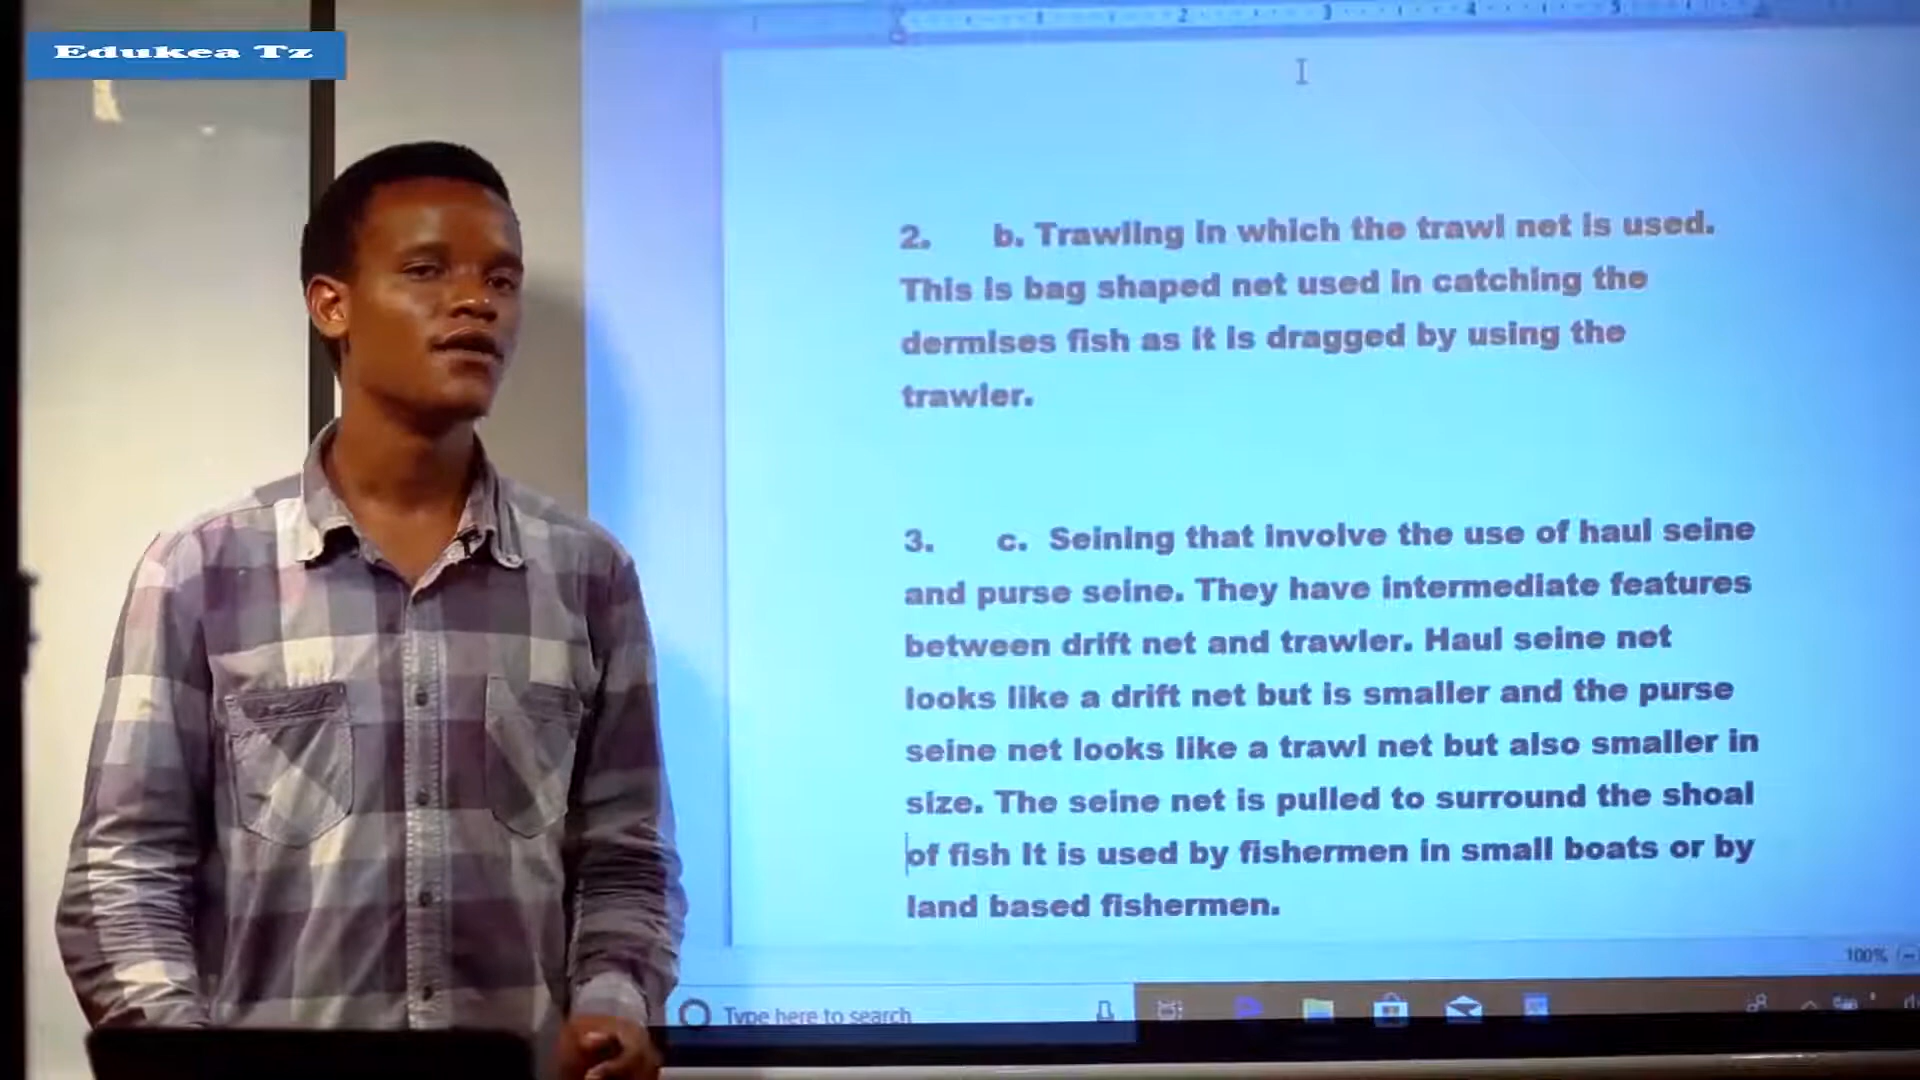 Edukea Tz
1 2 3 4 5
2. b. Trawling in which the trawl net is used.
This is bag shaped net used in catching the
dermises fish as it is dragged by using the
trawler.
3. c. Seining that involve the use of haul seine
and purse seine. They have intermediate features
between drift net and trawler. Haul seine net
looks like a drift net but is smaller and the purse
seine net looks like a trawl net but also smaller in
size. The seine net is pulled to surround the shoal
of fish It is used by fishermen in small boats or by
land based fishermen.
100%
Type here to search